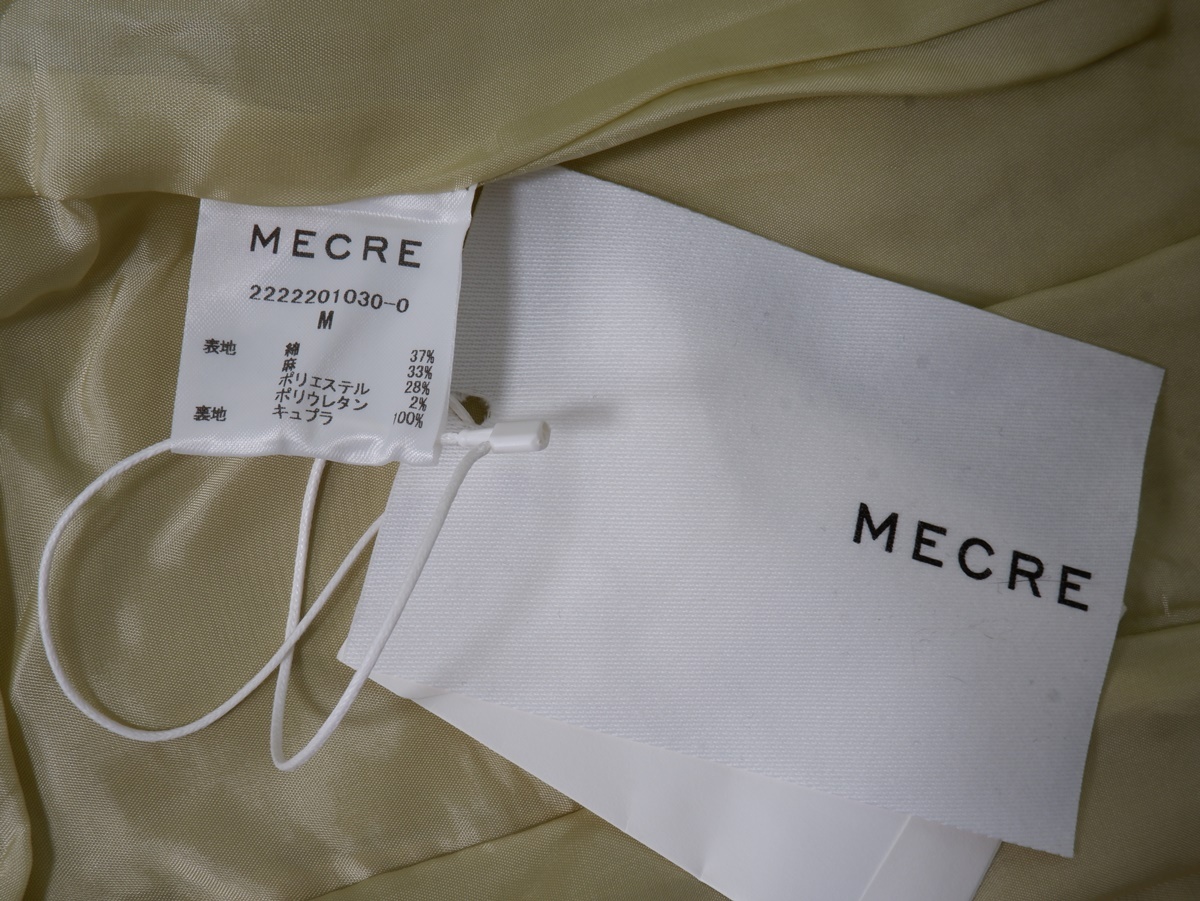 MECRE
2222201030-0
M
表地 綿 37%
麻 33%
ポリエステル 28%
ポリウレタン 2%
裏地 キュプラ 100%
MECRE